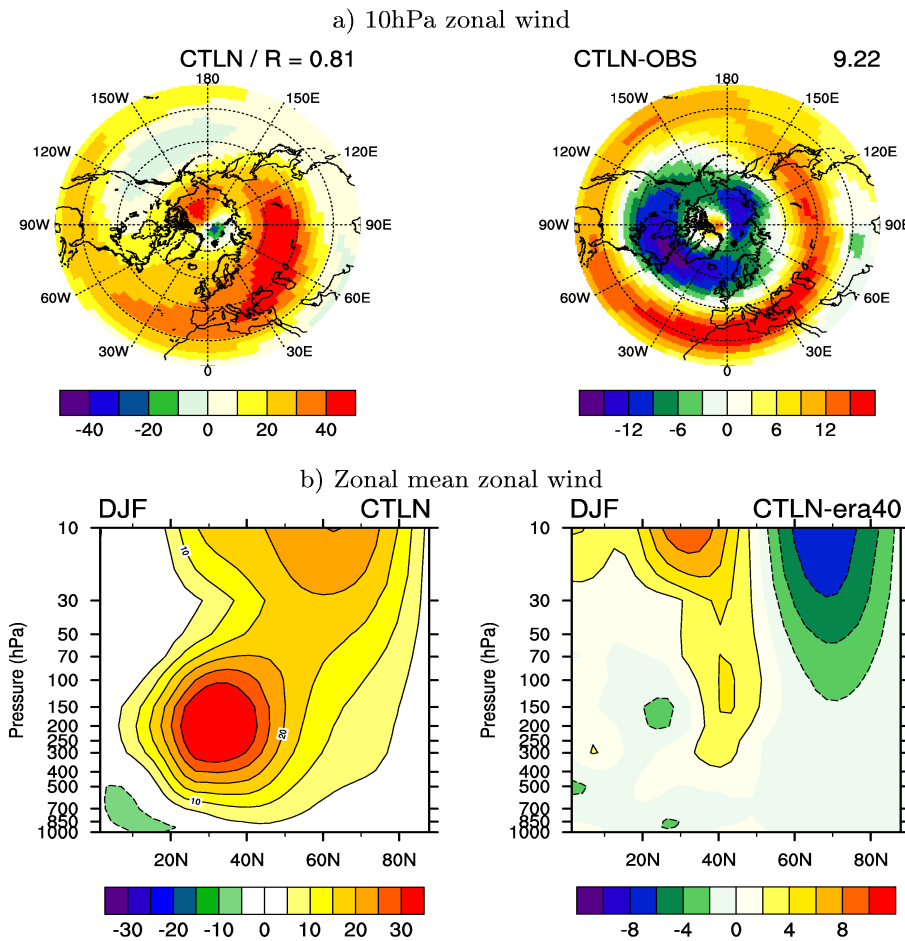 a) 10hPa zonal wind
CTLN / R = 0.81
CTLN-OBS 9.22
180
150W 150E
120W 120E
90W 90E
60W 60E
30W 30E
0
180
150W 150E
120W 120E
90W 90E
60W 60E
30W 30E
0
-40 -20 0 20 40
-12 -6 0 6 12
b) Zonal mean zonal wind
DJF CTLN
DJF CTLN-era40
Pressure (hPa)
10
30
50
70
100
150
200
250
300
400
500
700
850
1000
10
20
10
20N 40N 60N 80N
-30 -20 -10 0 10 20 30
Pressure (hPa)
10
30
50
70
100
150
200
250
300
400
500
700
850
1000
20N 40N 60N 80N
-8 -4 0 4 8